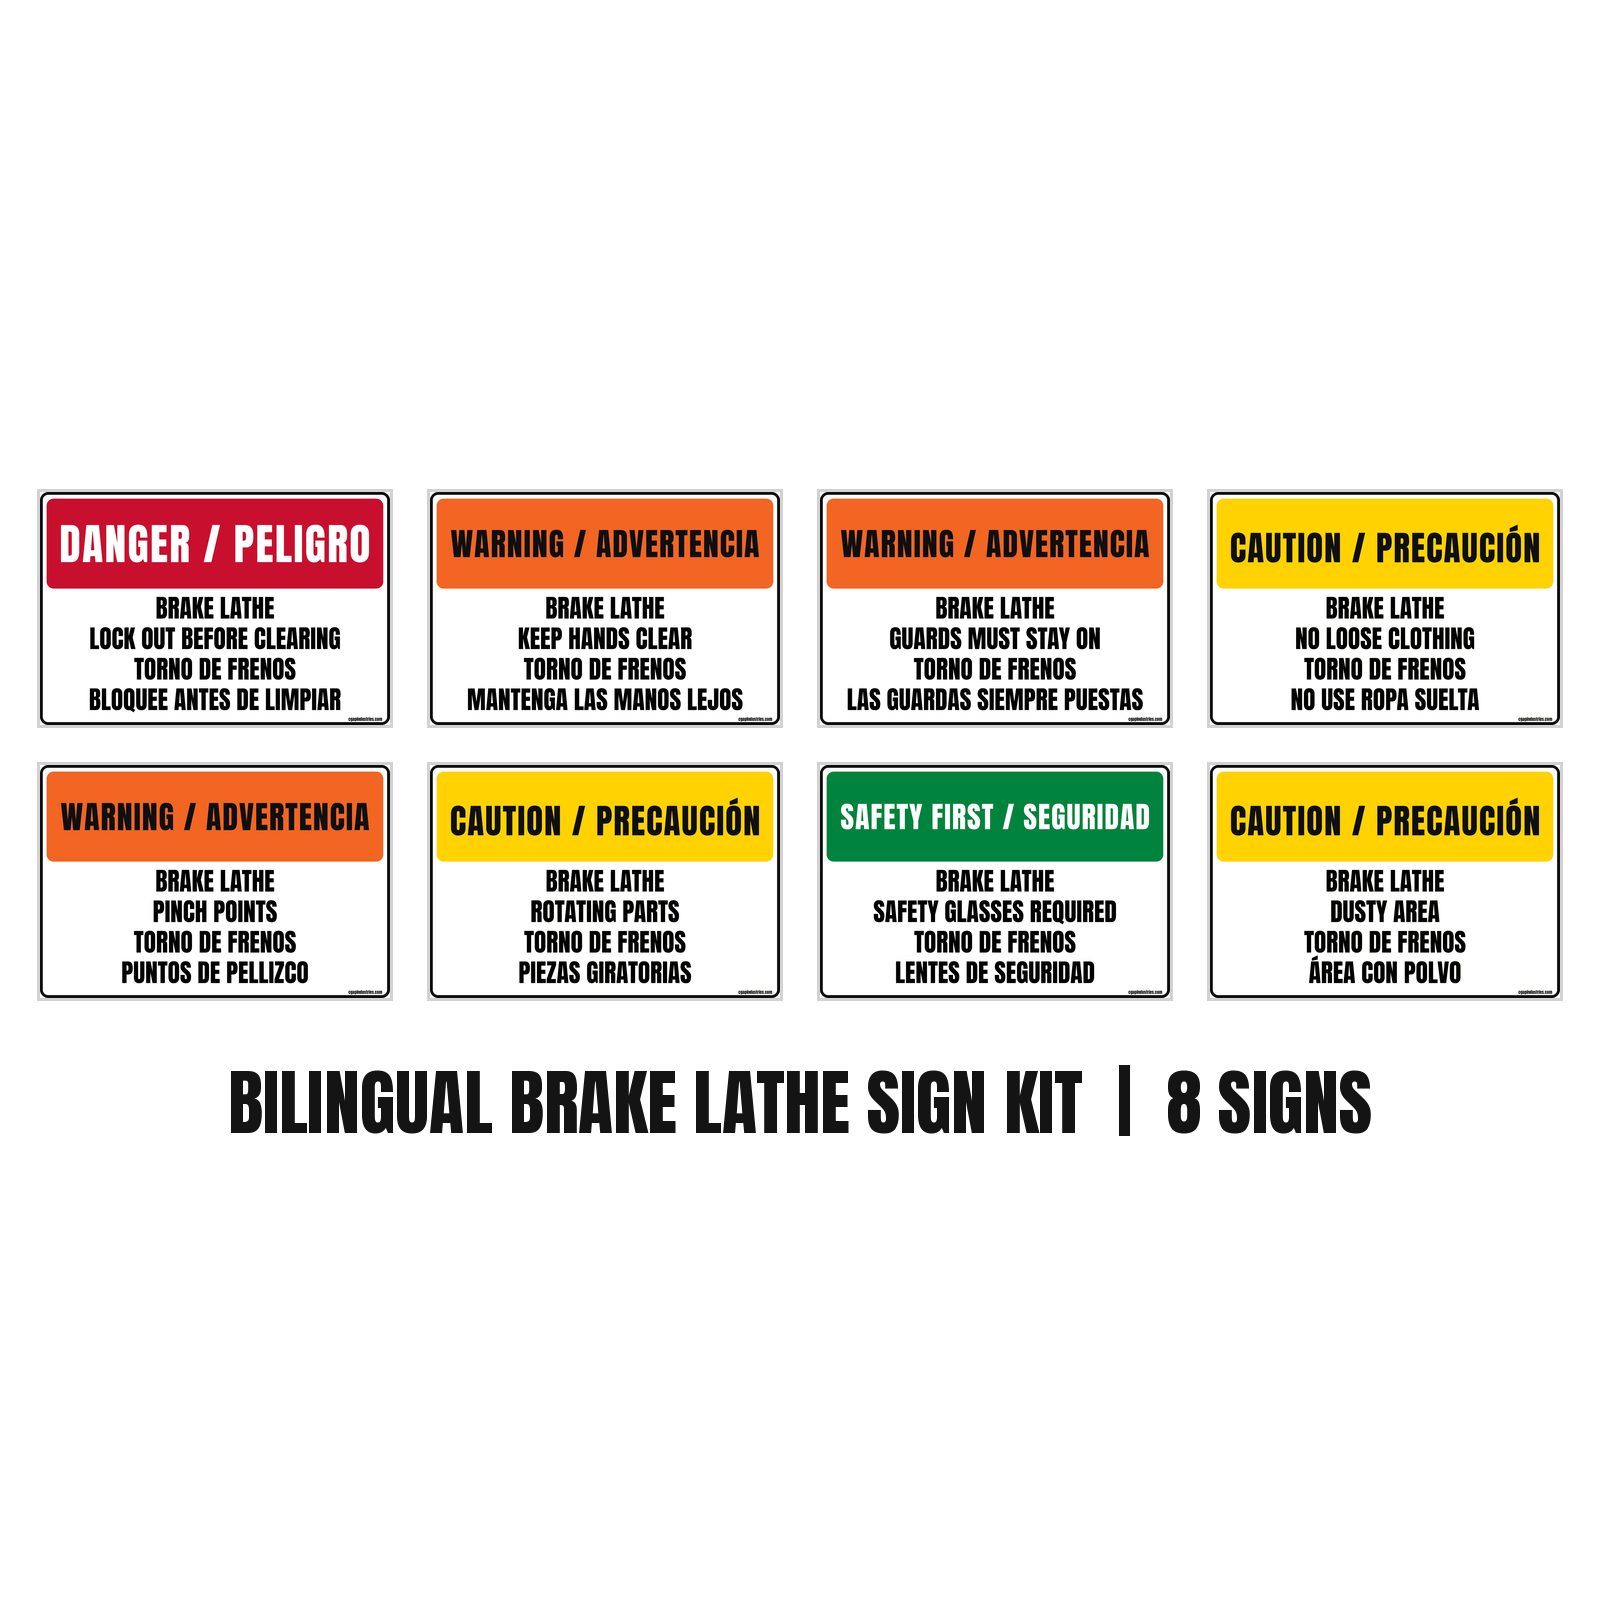 DANGER / PELIGRO
BRAKE LATHE
LOCK OUT BEFORE CLEARING
TORNO DE FRENOS
BLOQUEE ANTES DE LIMPIAR
WARNING / ADVERTENCIA
BRAKE LATHE
KEEP HANDS CLEAR
TORNO DE FRENOS
MANTENGA LAS MANOS LEJOS
WARNING / ADVERTENCIA
BRAKE LATHE
GUARDS MUST STAY ON
TORNO DE FRENOS
LAS GUARDAS SIEMPRE PUESTAS
CAUTION / PRECAUCIÓN
BRAKE LATHE
NO LOOSE CLOTHING
TORNO DE FRENOS
NO USE ROPA SUELTA
WARNING / ADVERTENCIA
BRAKE LATHE
PINCH POINTS
TORNO DE FRENOS
PUNTOS DE PELLIZCO
CAUTION / PRECAUCIÓN
BRAKE LATHE
ROTATING PARTS
TORNO DE FRENOS
PIEZAS GIRATORIAS
SAFETY FIRST / SEGURIDAD
BRAKE LATHE
SAFETY GLASSES REQUIRED
TORNO DE FRENOS
LENTES DE SEGURIDAD
CAUTION / PRECAUCIÓN
BRAKE LATHE
DUSTY AREA
TORNO DE FRENOS
ÁREA CON POLVO
BILINGUAL BRAKE LATHE SIGN KIT | 8 SIGNS